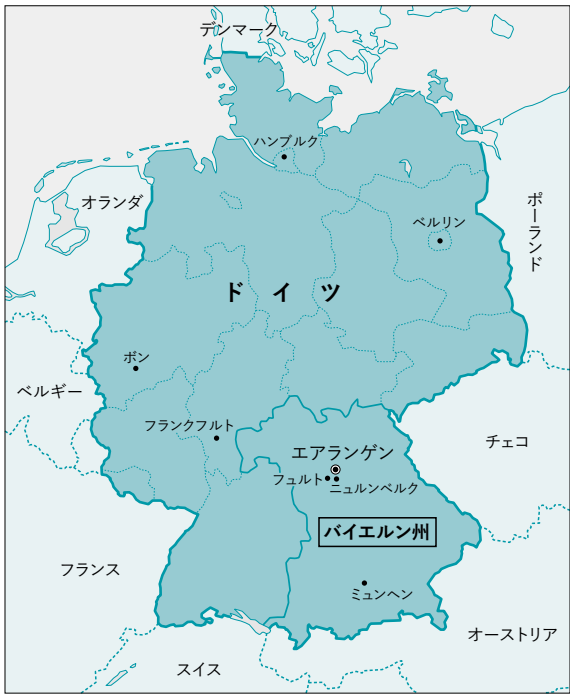 デンマーク
ハンブルク
オランダ
ポーランド
ベルリン
ドイツ
ボン
ベルギー
フランクフルト
エアランゲン
チェコ
フュルト
ニュルンベルク
バイエルン州
フランス
ミュンヘン
オーストリア
スイス